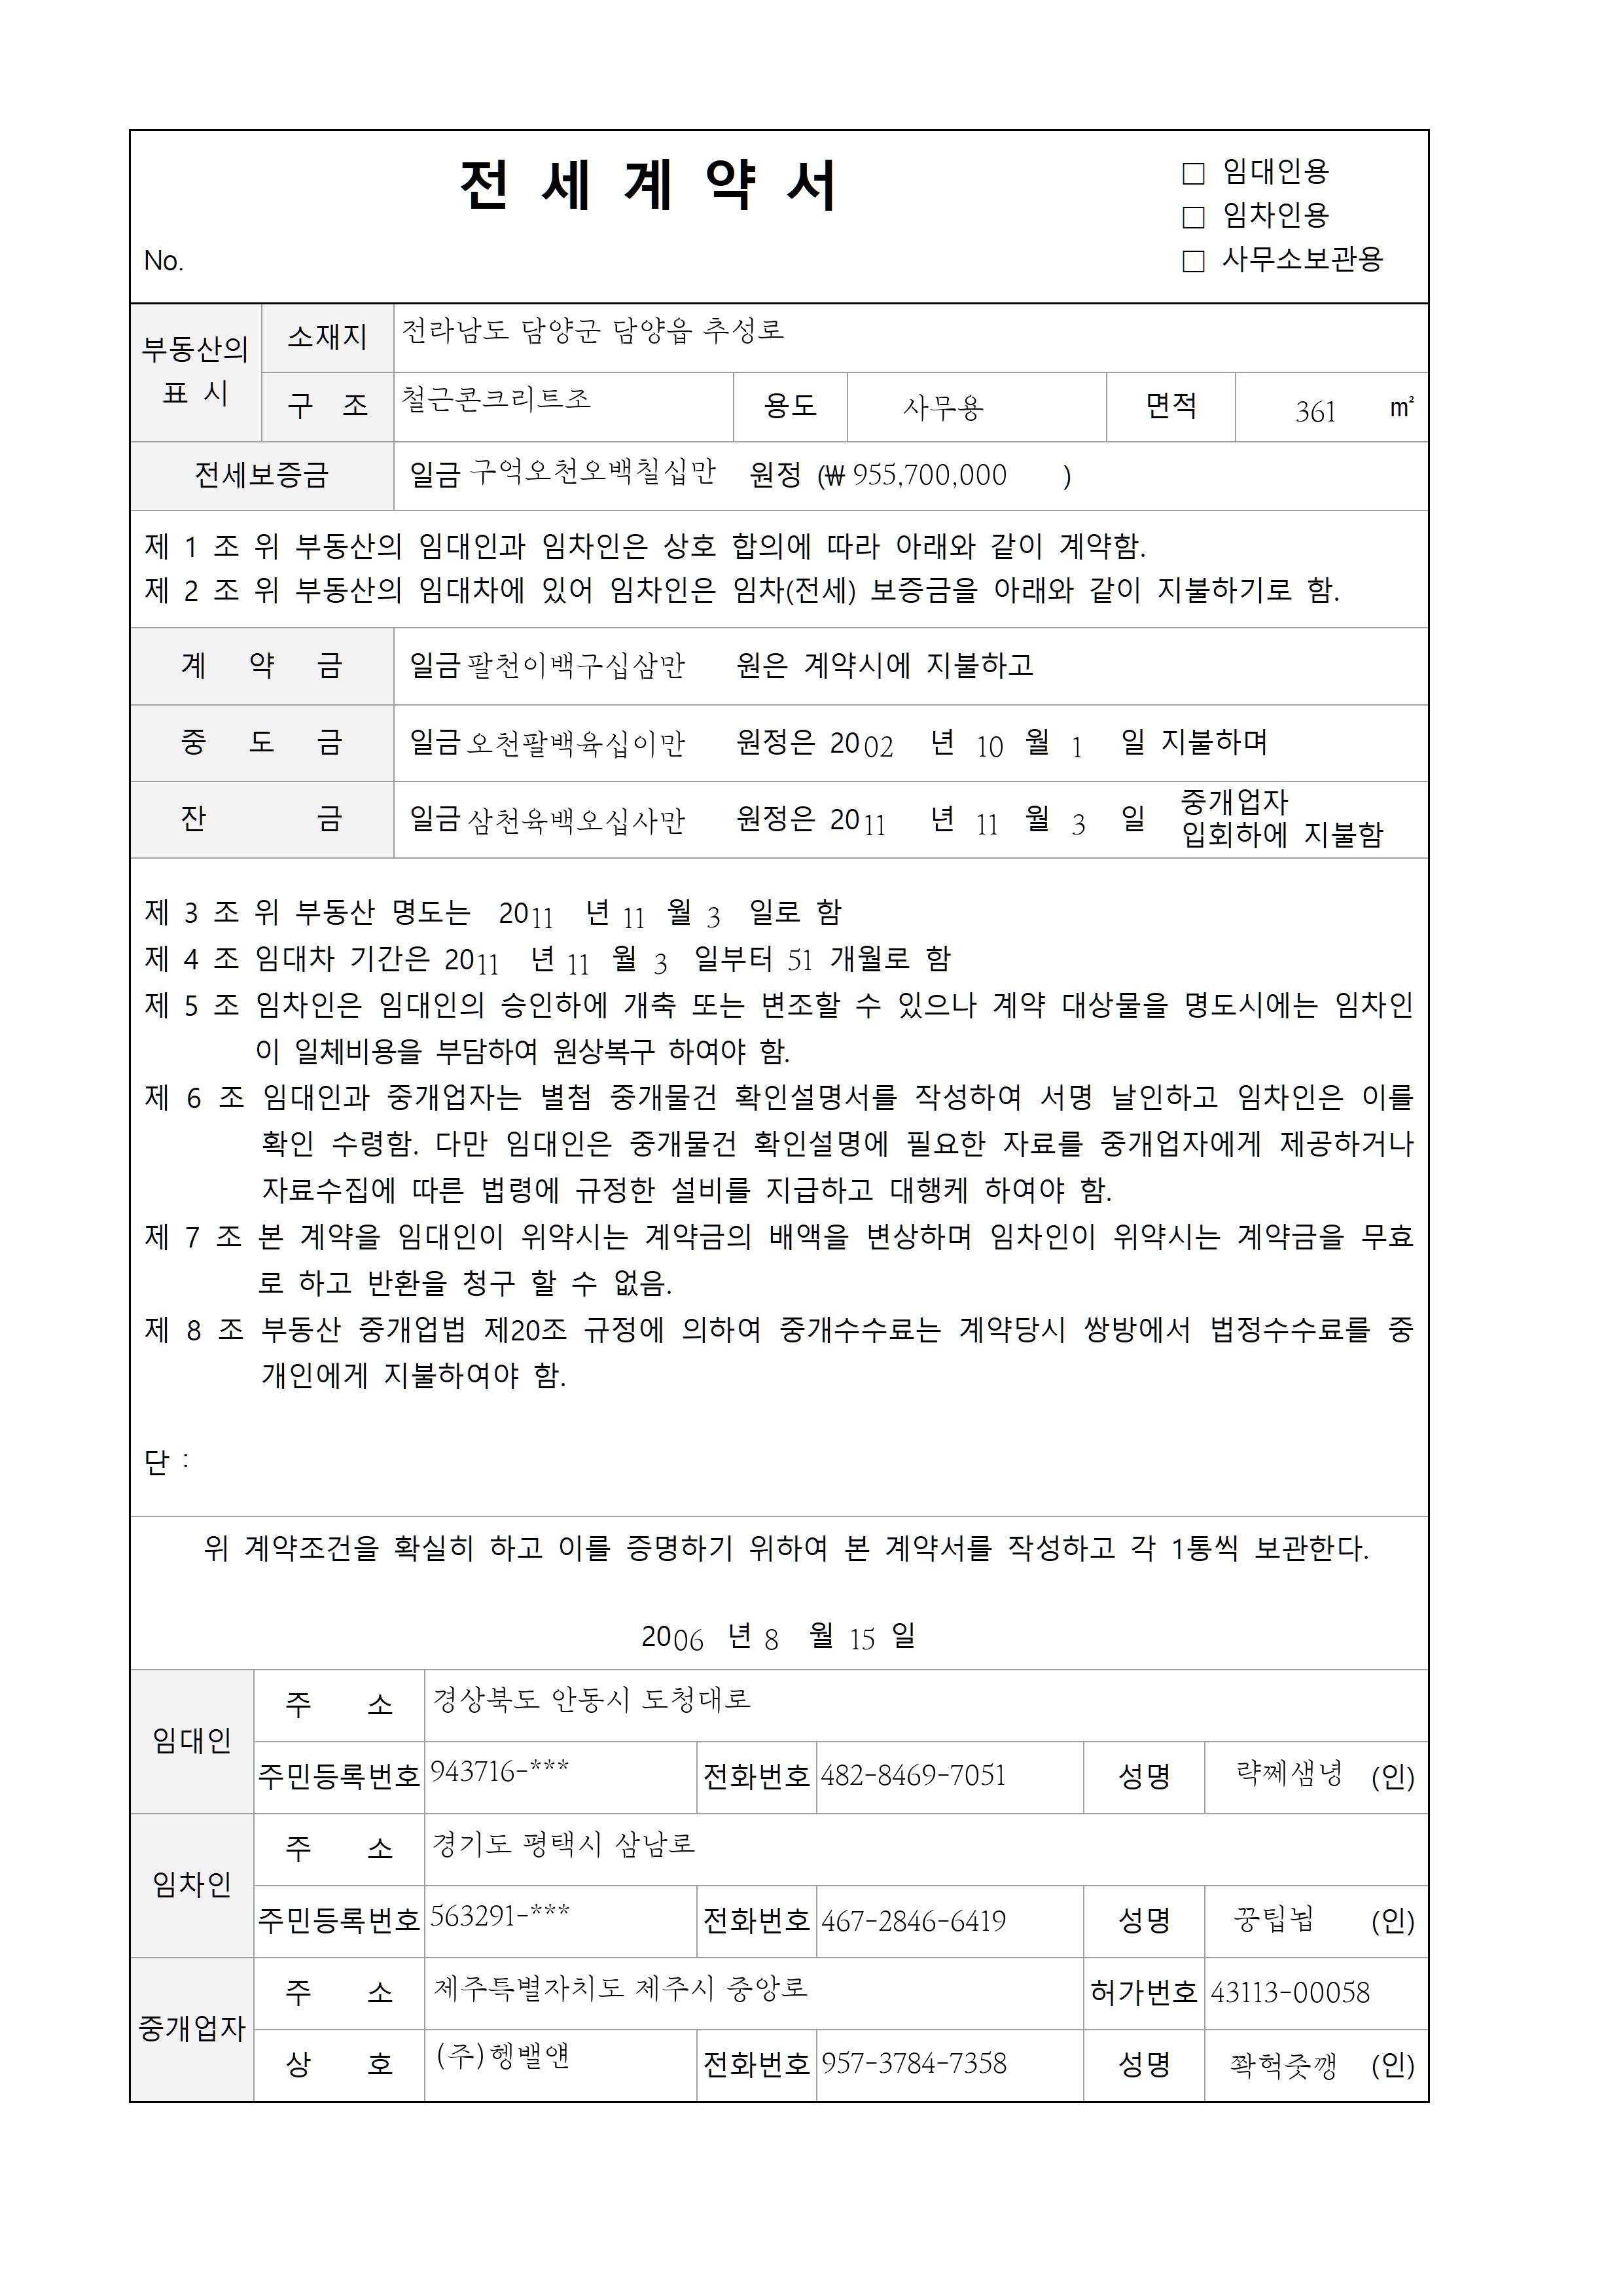 전 세 계 약 서
□ 임대인용
□ 임차인용
□ 사무소보관용
No.
부동산의 표 시
소재지 전라남도 담양군 담양읍 추성로
구 조 철근콘크리트조 용도 사무용 면적 361 ㎡
전세보증금 일금 구억오천오백칠십만 원정 (₩ 955,700,000 )
제 1 조 위 부동산의 임대인과 임차인은 상호 합의에 따라 아래와 같이 계약함.
제 2 조 위 부동산의 임대차에 있어 임차인은 임차(전세) 보증금을 아래와 같이 지불하기로 함.
계 약 금 일금 팔천이백구십삼만 원은 계약시에 지불하고
중 도 금 일금 오천팔백육십이만 원정은 2002 년 10 월 1 일 지불하며
잔 금 일금 삼천육백오십사만 원정은 2011 년 11 월 3 일 중개업자 입회하에 지불함
제 3 조 위 부동산 명도는 2011 년 11 월 3 일로 함
제 4 조 임대차 기간은 2011 년 11 월 3 일부터 51 개월로 함
제 5 조 임차인은 임대인의 승인하에 개축 또는 변조할 수 있으나 계약 대상물을 명도시에는 임차인
이 일체비용을 부담하여 원상복구 하여야 함.
제 6 조 임대인과 중개업자는 별첨 중개물건 확인설명서를 작성하여 서명 날인하고 임차인은 이를
확인 수령함. 다만 임대인은 중개물건 확인설명에 필요한 자료를 중개업자에게 제공하거나
자료수집에 따른 법령에 규정한 설비를 지급하고 대행케 하여야 함.
제 7 조 본 계약을 임대인이 위약시는 계약금의 배액을 변상하며 임차인이 위약시는 계약금을 무효
로 하고 반환을 청구 할 수 없음.
제 8 조 부동산 중개업법 제20조 규정에 의하여 중개수수료는 계약당시 쌍방에서 법정수수료를 중
개인에게 지불하여야 함.
단 :
위 계약조건을 확실히 하고 이를 증명하기 위하여 본 계약서를 작성하고 각 1통씩 보관한다.
2006 년 8 월 15 일
임대인 주 소 경상북도 안동시 도청대로
주민등록번호 943716-*** 전화번호 482-8469-7051 성명 략쩨샘녕 (인)
임차인 주 소 경기도 평택시 삼남로
주민등록번호 563291-*** 전화번호 467-2846-6419 성명 꿍팁뇝 (인)
중개업자 주 소 제주특별자치도 제주시 중앙로 허가번호 43113-00058
상 호 (주)헹밸얜 전화번호 957-3784-7358 성명 쫙헉줏깽 (인)